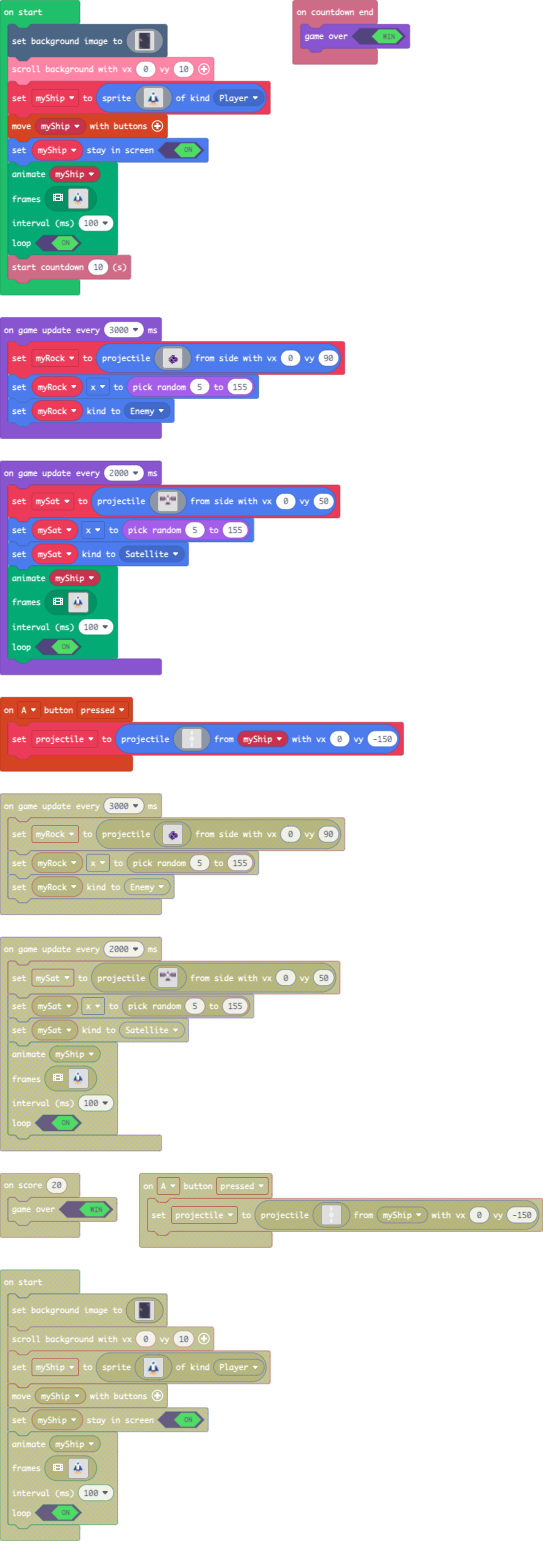 on start
set background image to
scroll background with vx 0 vy 10
set myShip to sprite of kind Player
move myShip with buttons
set myShip stay in screen ON
animate myShip
frames
interval (ms) 100
loop ON
start countdown 10 (s)
on countdown end
game over WIN
on game update every 3000 ms
set myRock to projectile from side with vx 0 vy 90
set myRock x to pick random 5 to 155
set myRock kind to Enemy
on game update every 2000 ms
set mySat to projectile from side with vx 0 vy 50
set mySat x to pick random 5 to 155
set mySat kind to Satellite
animate myShip
frames
interval (ms) 100
loop ON
on A button pressed
set projectile to projectile from myShip with vx 0 vy -150
on game update every 3000 ms
set myRock to projectile from side with vx 0 vy 90
set myRock x to pick random 5 to 155
set myRock kind to Enemy
on game update every 2000 ms
set mySat to projectile from side with vx 0 vy 50
set mySat x to pick random 5 to 155
set mySat kind to Satellite
animate myShip
frames
interval (ms) 100
loop ON
on score 20
game over WIN
on A button pressed
set projectile to projectile from myShip with vx 0 vy -150
on start
set background image to
scroll background with vx 0 vy 10
set myShip to sprite of kind Player
move myShip with buttons
set myShip stay in screen ON
animate myShip
frames
interval (ms) 100
loop ON